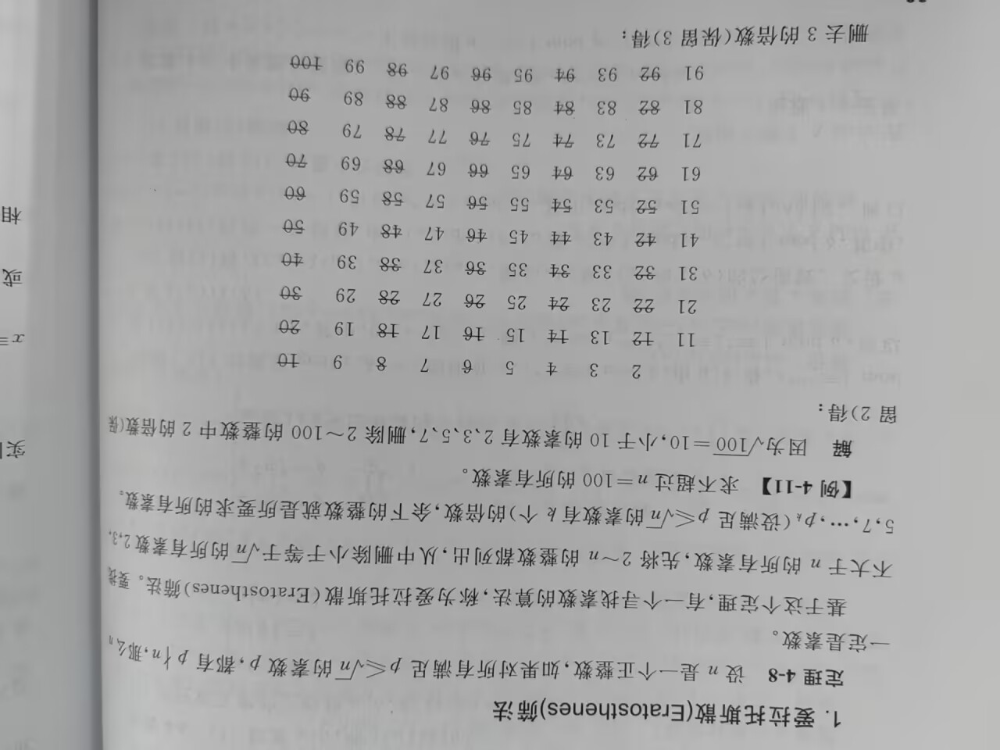 1. 爱拉托斯散(Eratosthenes)筛法
定理 4-8 设 n 是一个正整数,如果对所有满足 p≤√n 的素数 p,都有 p∤n,那么 n
一定是素数。
基于这个定理,有一个寻找素数的算法,称为爱拉托斯散(Eratosthenes)筛法。要找
不大于 n 的所有素数,先将 2～n 的整数都列出,从中删除小于等于√n 的所有素数 2,3,
5,7,…,pₖ(设满足 p≤√n 的素数有 k 个)的倍数,余下的整数就是所要求的所有素数。
【例 4-11】 求不超过 n=100 的所有素数。
解 因为√100=10,小于 10 的素数有 2、3、5、7,删除 2～100 的整数中 2 的倍数(保
留 2)得:
2 3 4 5 6 7 8 9 10
11 12 13 14 15 16 17 18 19 20
21 22 23 24 25 26 27 28 29 30
31 32 33 34 35 36 37 38 39 40
41 42 43 44 45 46 47 48 49 50
51 52 53 54 55 56 57 58 59 60
61 62 63 64 65 66 67 68 69 70
71 72 73 74 75 76 77 78 79 80
81 82 83 84 85 86 87 88 89 90
91 92 93 94 95 96 97 98 99 100
删去 3 的倍数(保留 3)得:
实
x≡
或
相